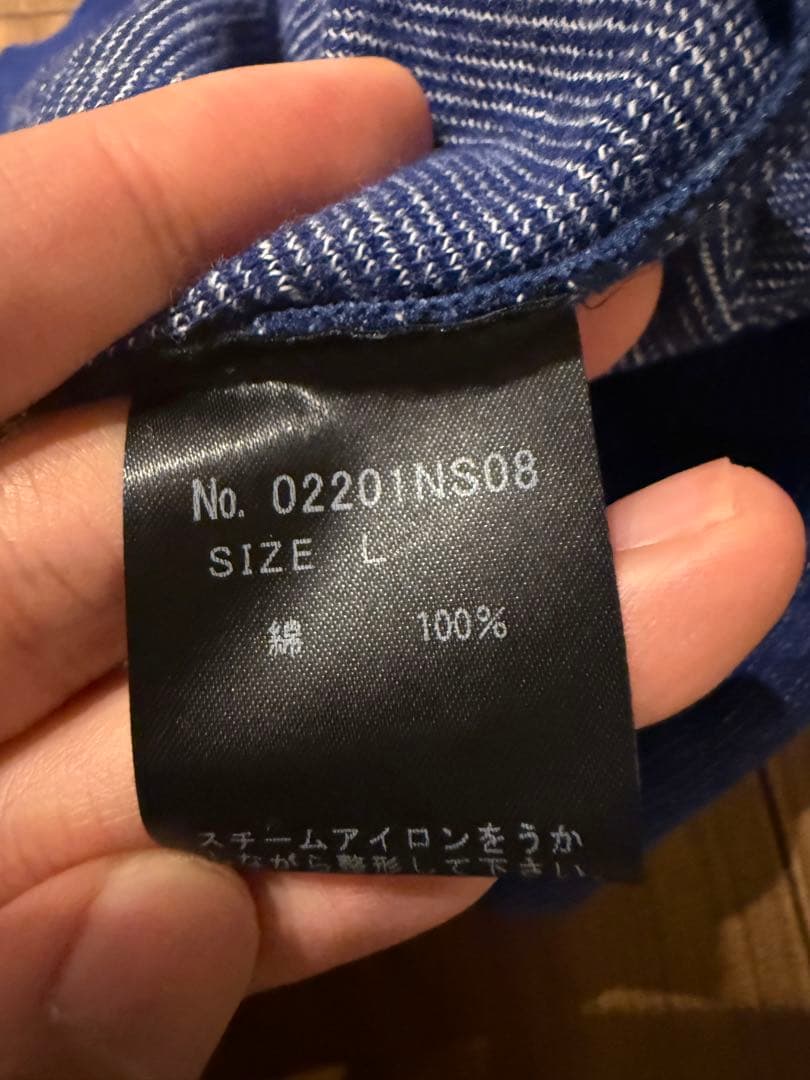 No. 02201NS08
SIZE L
綿 100%
スチームアイロンをうか
しながら整形して下さい